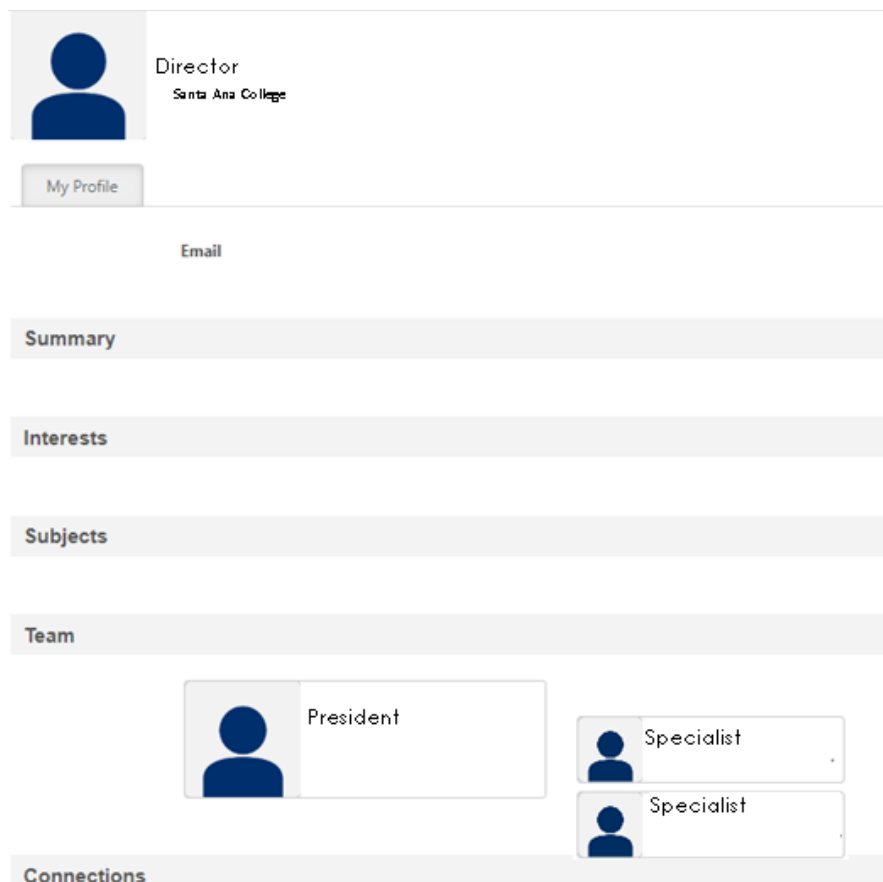 Director
Santa Ana College
My Profile
Email
Summary
Interests
Subjects
Team
President
Specialist
Specialist
Connections